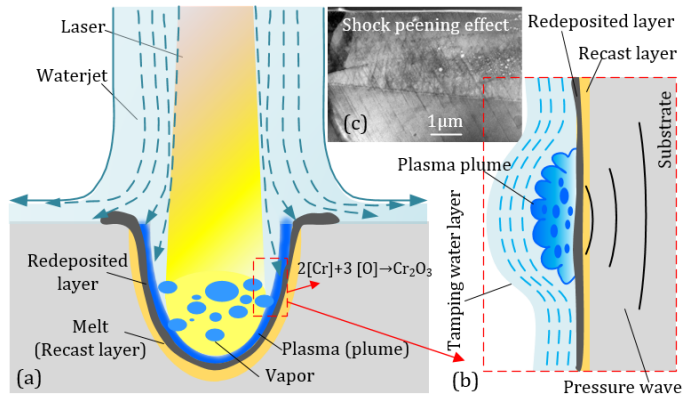 Laser
Waterjet
Redeposited
layer
Melt
(Recast layer)
(a)
2[Cr]+3 [O]→Cr₂O₃
Plasma (plume)
Vapor
Shock peening effect
(c)
1μm
Redeposited layer
Recast layer
Substrate
Plasma plume
Tamping water layer
(b)
Pressure wave